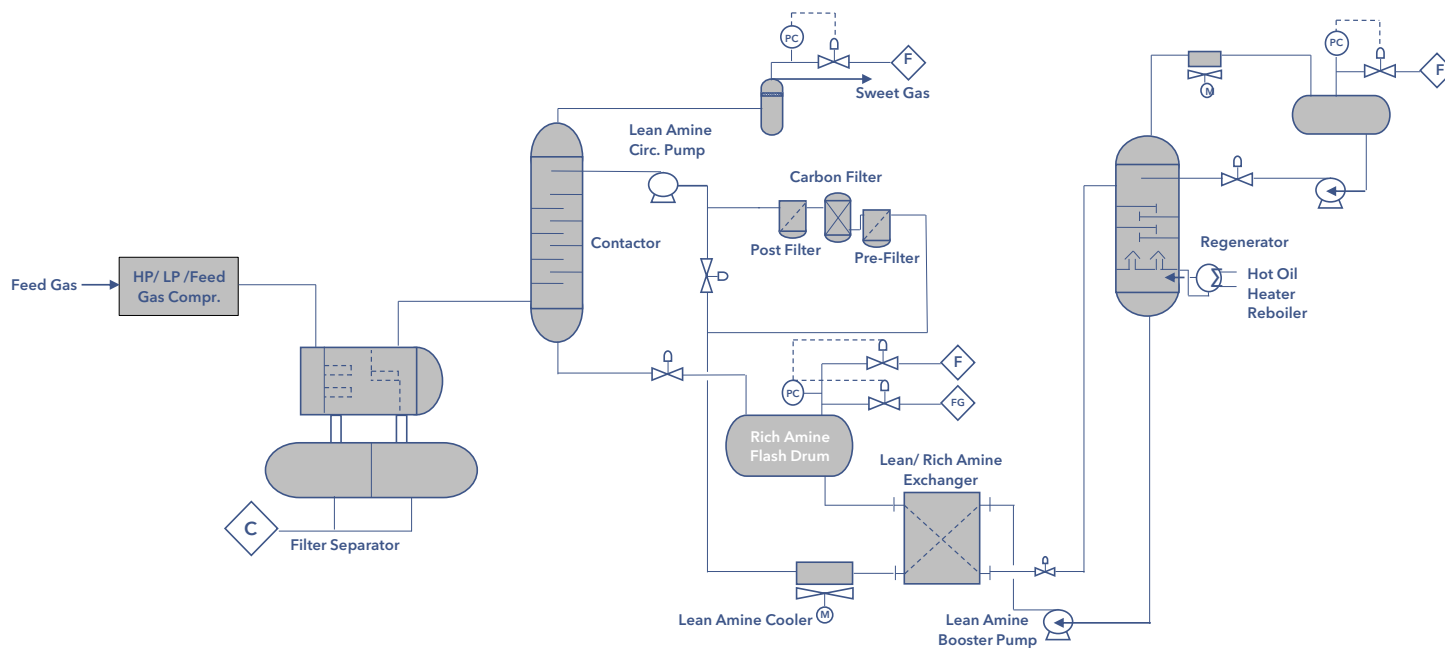 PC
F
Sweet Gas
PC
F
M
Lean Amine
Circ. Pump
Carbon Filter
Post Filter
Pre-Filter
Contactor
Regenerator
Hot Oil
Heater
Reboiler
Feed Gas
HP/ LP /Feed
Gas Compr.
F
PC
FG
Rich Amine
Flash Drum
Lean/ Rich Amine
Exchanger
C
Filter Separator
Lean Amine Cooler
M
Lean Amine
Booster Pump